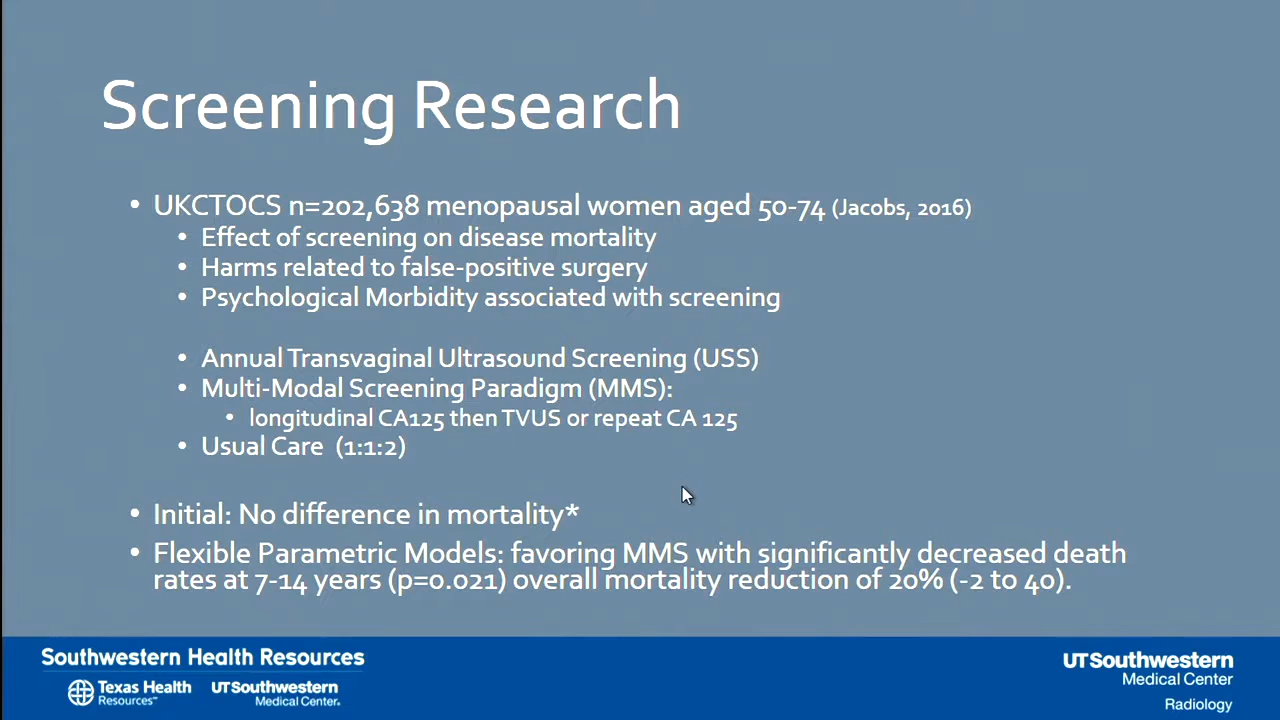 Screening Research
• UKCTOCS n=202,638 menopausal women aged 50-74 (Jacobs, 2016)
• Effect of screening on disease mortality
• Harms related to false-positive surgery
• Psychological Morbidity associated with screening
• Annual Transvaginal Ultrasound Screening (USS)
• Multi-Modal Screening Paradigm (MMS):
• longitudinal CA125 then TVUS or repeat CA 125
• Usual Care (1:1:2)
• Initial: No difference in mortality*
• Flexible Parametric Models: favoring MMS with significantly decreased death
rates at 7-14 years (p=0.021) overall mortality reduction of 20% (-2 to 40).
Southwestern Health Resources
Texas Health
Resources
UTSouthwestern
Medical Center
UTSouthwestern
Medical Center
Radiology